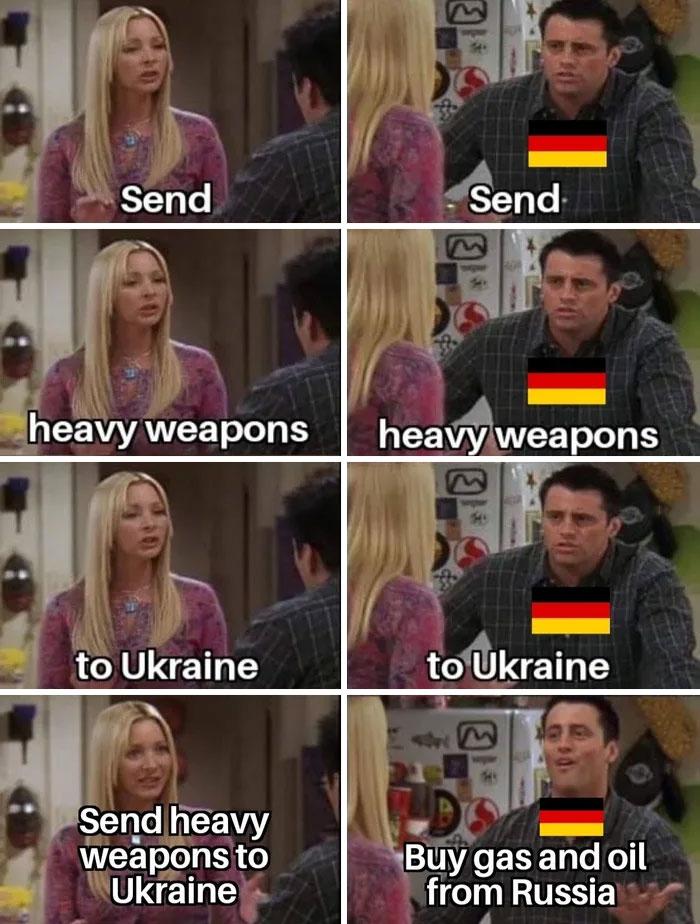 Send
Send
heavy weapons
heavy weapons
to Ukraine
to Ukraine
Send heavy
weapons to
Ukraine
Buy gas and oil
from Russia